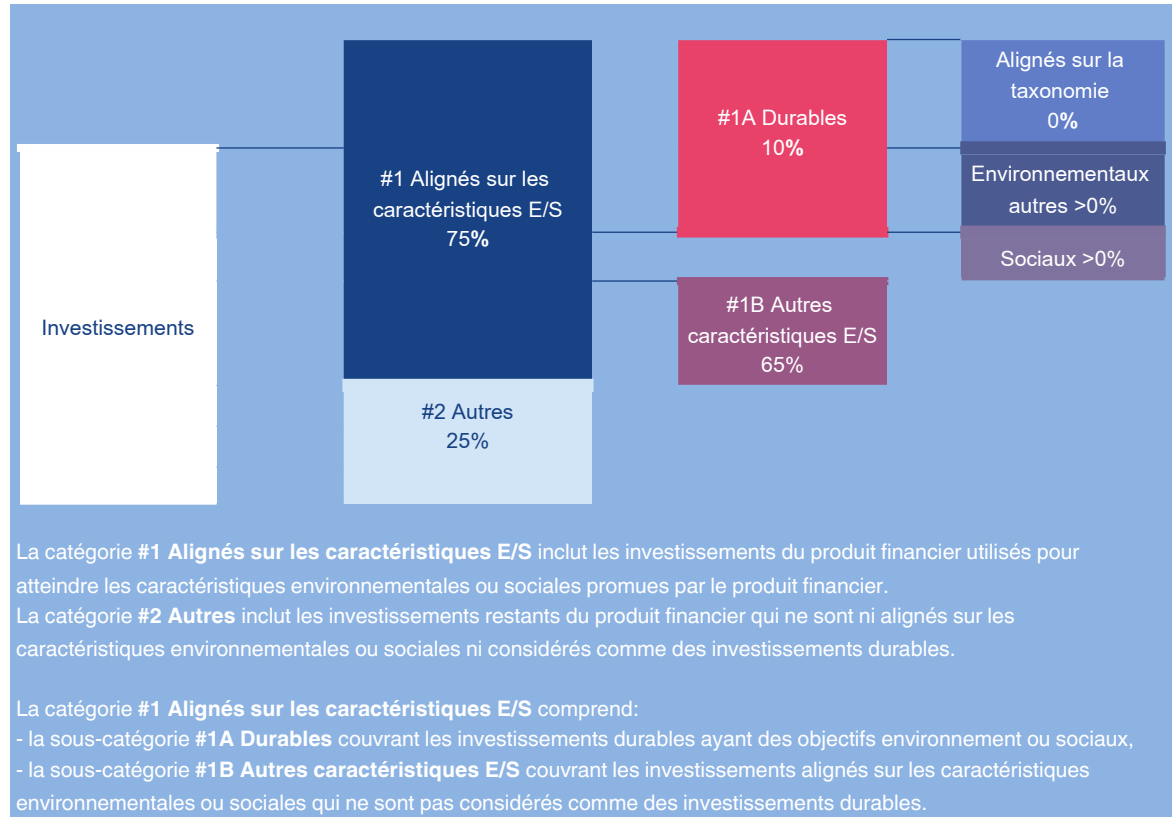 Investissements
#1 Alignés sur les
caractéristiques E/S
75%
#2 Autres
25%
#1A Durables
10%
#1B Autres
caractéristiques E/S
65%
Alignés sur la
taxonomie
0%
Environnementaux
autres >0%
Sociaux >0%
La catégorie #1 Alignés sur les caractéristiques E/S inclut les investissements du produit financier utilisés pour
atteindre les caractéristiques environnementales ou sociales promues par le produit financier.
La catégorie #2 Autres inclut les investissements restants du produit financier qui ne sont ni alignés sur les
caractéristiques environnementales ou sociales ni considérés comme des investissements durables.
La catégorie #1 Alignés sur les caractéristiques E/S comprend:
- la sous-catégorie #1A Durables couvrant les investissements durables ayant des objectifs environnement ou sociaux,
- la sous-catégorie #1B Autres caractéristiques E/S couvrant les investissements alignés sur les caractéristiques
environnementales ou sociales qui ne sont pas considérés comme des investissements durables.